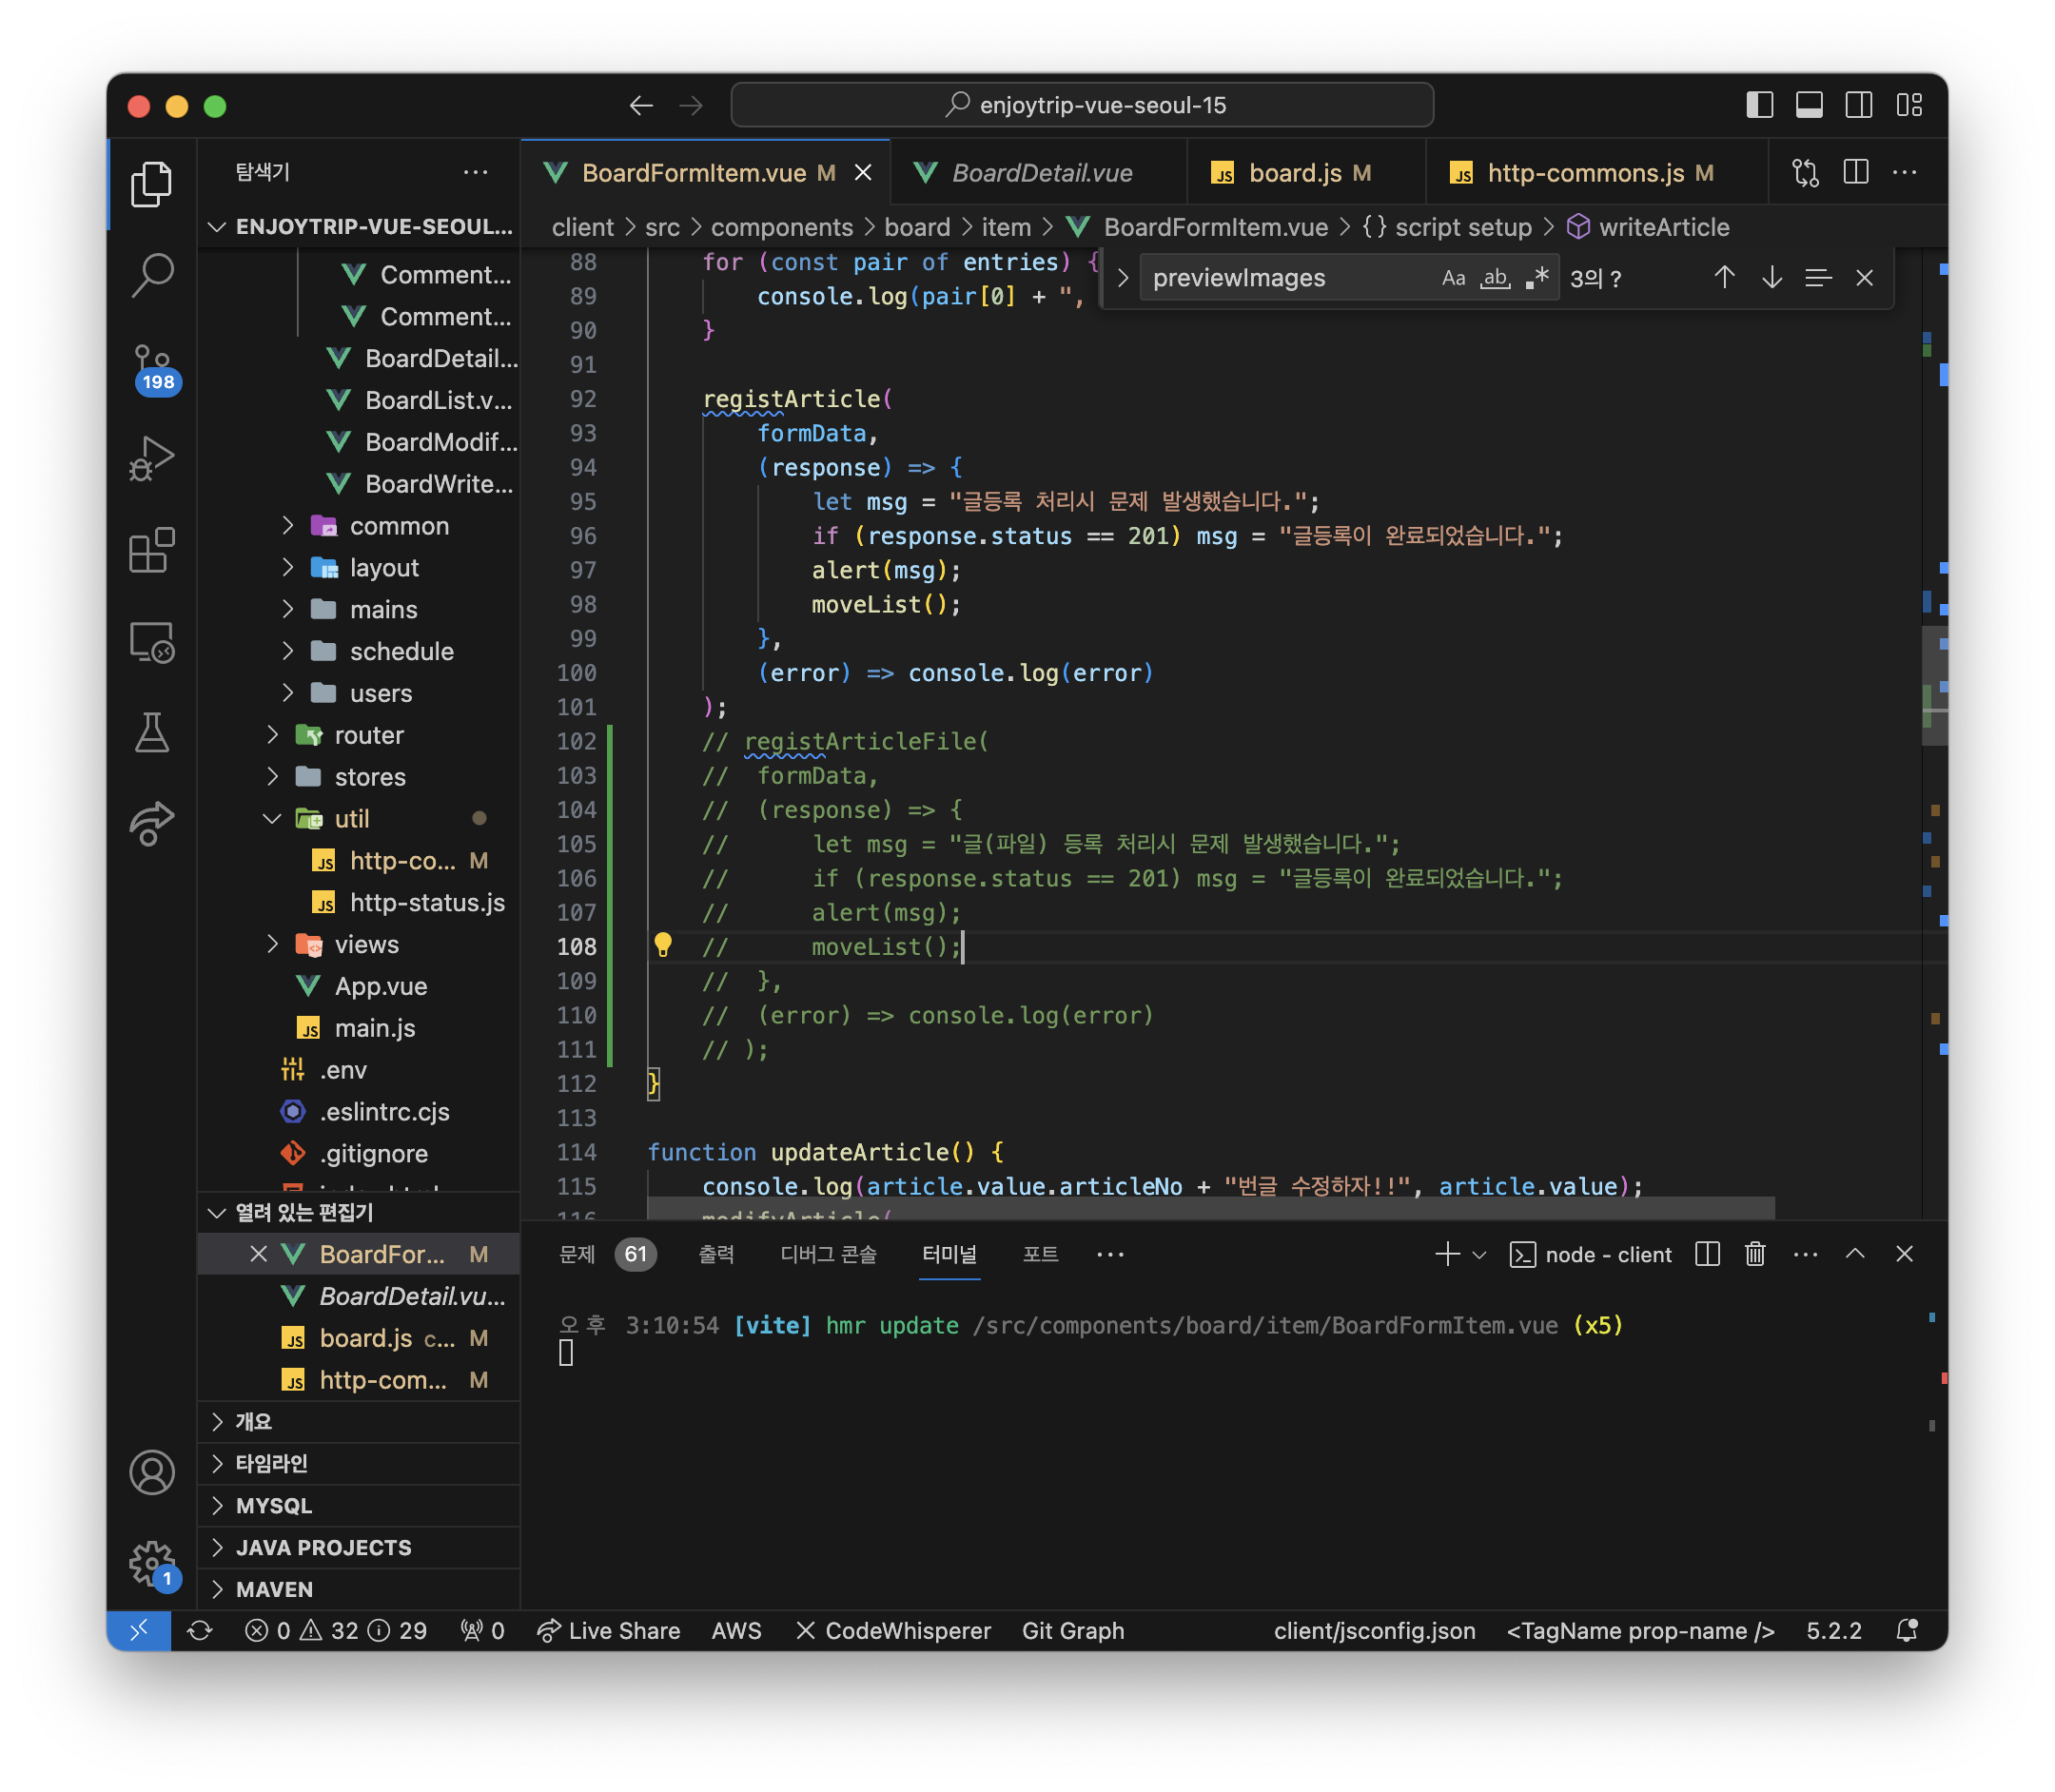 enjoytrip-vue-seoul-15
탐색기
ENJOYTRIP-VUE-SEOUL...
Comment...
Comment...
BoardDetail...
BoardList.v...
BoardModif...
BoardWrite...
common
layout
mains
schedule
users
router
stores
util
http-co... M
http-status.js
views
App.vue
main.js
.env
.eslintrc.cjs
.gitignore
열려 있는 편집기
BoardFor... M
BoardDetail.vu...
board.js c... M
http-com... M
개요
타임라인
MYSQL
JAVA PROJECTS
MAVEN
198
1
BoardFormItem.vue M
BoardDetail.vue
JS board.js M
JS http-commons.js M
client > src > components > board > item > BoardFormItem.vue > {} script setup > writeArticle
previewImages Aa ab .* 3의 ?
88 for (const pair of entries) {
89 console.log(pair[0] + ",
90 }
91
92 registArticle(
93 formData,
94 (response) => {
95 let msg = "글등록 처리시 문제 발생했습니다.";
96 if (response.status == 201) msg = "글등록이 완료되었습니다.";
97 alert(msg);
98 moveList();
99 },
100 (error) => console.log(error)
101 );
102 // registArticleFile(
103 // formData,
104 // (response) => {
105 // let msg = "글(파일) 등록 처리시 문제 발생했습니다.";
106 // if (response.status == 201) msg = "글등록이 완료되었습니다.";
107 // alert(msg);
108 // moveList();
109 // },
110 // (error) => console.log(error)
111 // );
112 }
113
114 function updateArticle() {
115 console.log(article.value.articleNo + "번글 수정하자!!", article.value);
문제 61 출력 디버그 콘솔 터미널 포트
node - client
오후 3:10:54 [vite] hmr update /src/components/board/item/BoardFormItem.vue (x5)
0 32 29 0 Live Share AWS CodeWhisperer Git Graph client/jsconfig.json <TagName prop-name /> 5.2.2